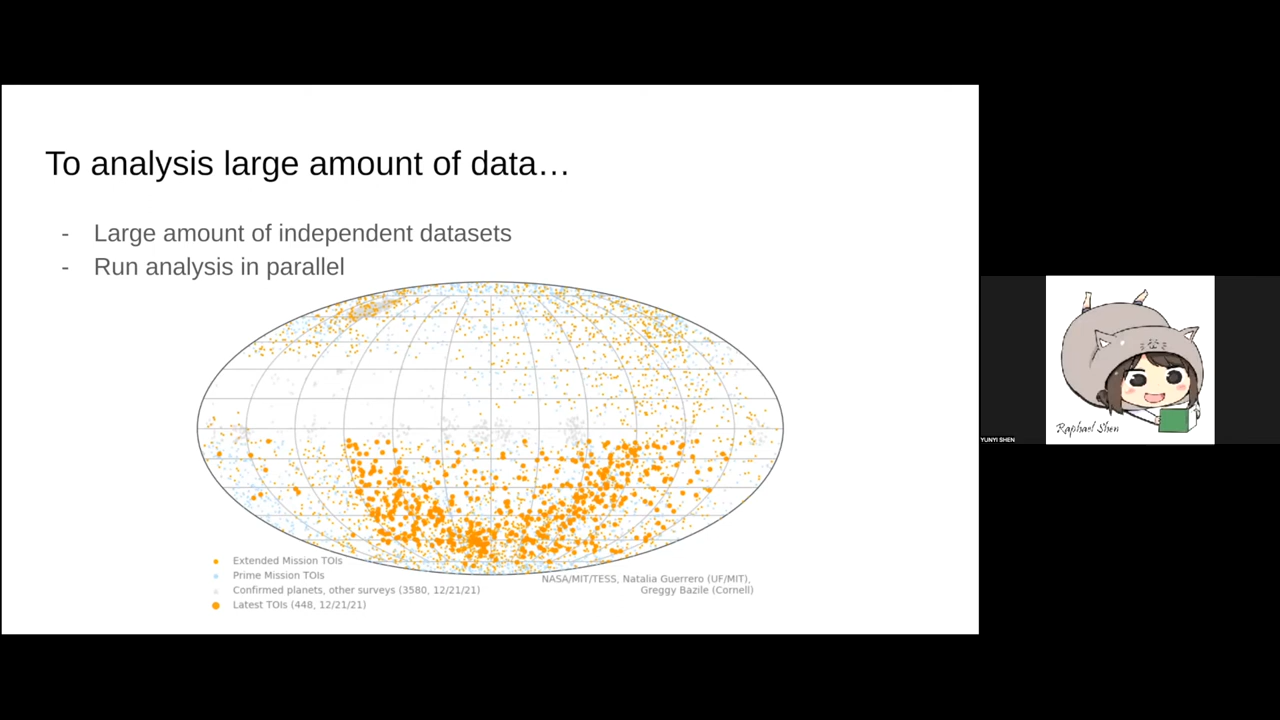 To analysis large amount of data…
- Large amount of independent datasets
- Run analysis in parallel
Extended Mission TOIs
Prime Mission TOIs
Confirmed planets, other surveys (3580, 12/21/21)
Latest TOIs (448, 12/21/21)
NASA/MIT/TESS, Natalia Guerrero (UF/MIT),
Greggy Bazile (Cornell)
Raphael Shen
YUNYI SHEN